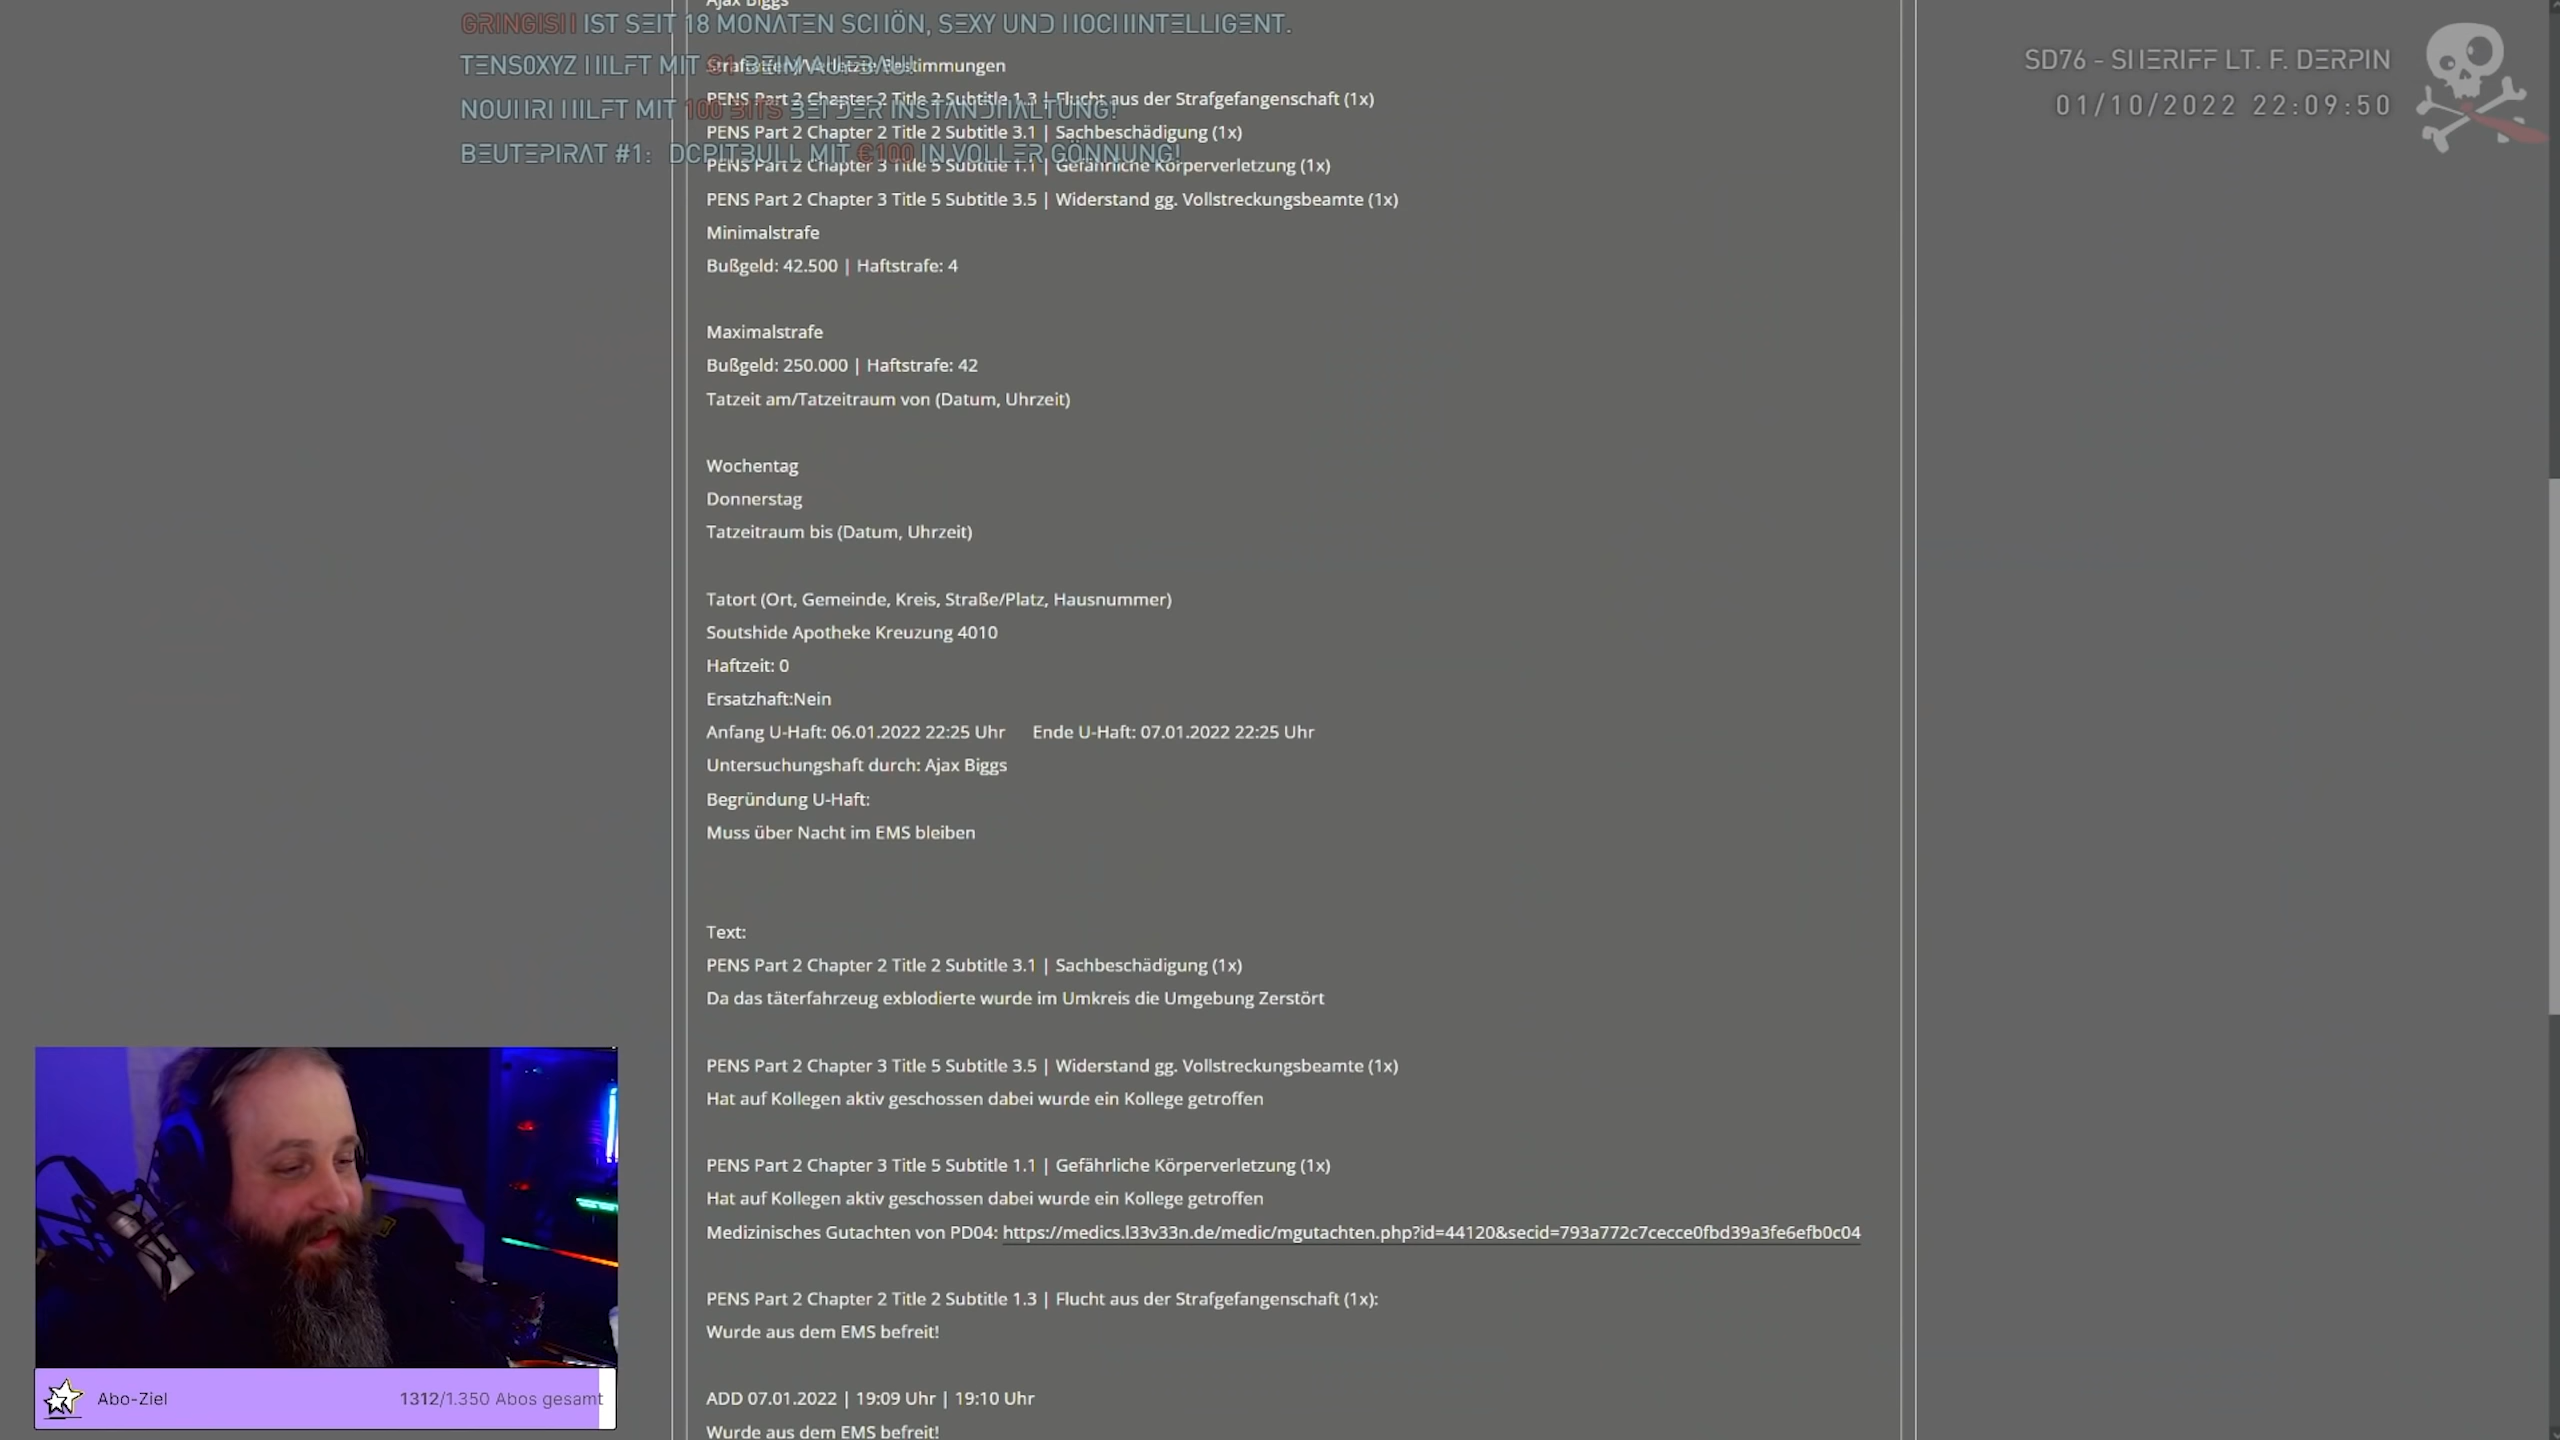 Ajax Biggs
GRINGISH IST SEIT 18 MONATEN SCHÖN, SEXY UND HOCHINTELLIGENT.
TENS0XYZ HILFT MIT €1 BEIM AUFBAU!
Straftaten/Verletzte Bestimmungen
PENS Part 2 Chapter 2 Title 2 Subtitle 1.3 | Flucht aus der Strafgefangenschaft (1x)
NOUHRI HILFT MIT 100 BITS BEI DER INSTANDHALTUNG!
PENS Part 2 Chapter 2 Title 2 Subtitle 3.1 | Sachbeschädigung (1x)
BEUTEPIRAT #1: DCPITBULL MIT €100 IN VOLLER GÖNNUNG!
PENS Part 2 Chapter 3 Title 5 Subtitle 1.1 | Gefährliche Körperverletzung (1x)
PENS Part 2 Chapter 3 Title 5 Subtitle 3.5 | Widerstand gg. Vollstreckungsbeamte (1x)
Minimalstrafe
Bußgeld: 42.500 | Haftstrafe: 4
Maximalstrafe
Bußgeld: 250.000 | Haftstrafe: 42
Tatzeit am/Tatzeitraum von (Datum, Uhrzeit)
Wochentag
Donnerstag
Tatzeitraum bis (Datum, Uhrzeit)
Tatort (Ort, Gemeinde, Kreis, Straße/Platz, Hausnummer)
Soutshide Apotheke Kreuzung 4010
Haftzeit: 0
Ersatzhaft:Nein
Anfang U-Haft: 06.01.2022 22:25 Uhr Ende U-Haft: 07.01.2022 22:25 Uhr
Untersuchungshaft durch: Ajax Biggs
Begründung U-Haft:
Muss über Nacht im EMS bleiben
Text:
PENS Part 2 Chapter 2 Title 2 Subtitle 3.1 | Sachbeschädigung (1x)
Da das täterfahrzeug exblodierte wurde im Umkreis die Umgebung Zerstört
PENS Part 2 Chapter 3 Title 5 Subtitle 3.5 | Widerstand gg. Vollstreckungsbeamte (1x)
Hat auf Kollegen aktiv geschossen dabei wurde ein Kollege getroffen
PENS Part 2 Chapter 3 Title 5 Subtitle 1.1 | Gefährliche Körperverletzung (1x)
Hat auf Kollegen aktiv geschossen dabei wurde ein Kollege getroffen
Medizinisches Gutachten von PD04: https://medics.l33v33n.de/medic/mgutachten.php?id=44120&secid=793a772c7cecce0fbd39a3fe6efb0c04
PENS Part 2 Chapter 2 Title 2 Subtitle 1.3 | Flucht aus der Strafgefangenschaft (1x):
Wurde aus dem EMS befreit!
ADD 07.01.2022 | 19:09 Uhr | 19:10 Uhr
Wurde aus dem EMS befreit!
SD76 - SHERIFF LT. F. DERPIN
01/10/2022 22:09:50
Abo-Ziel 1312/1.350 Abos gesamt